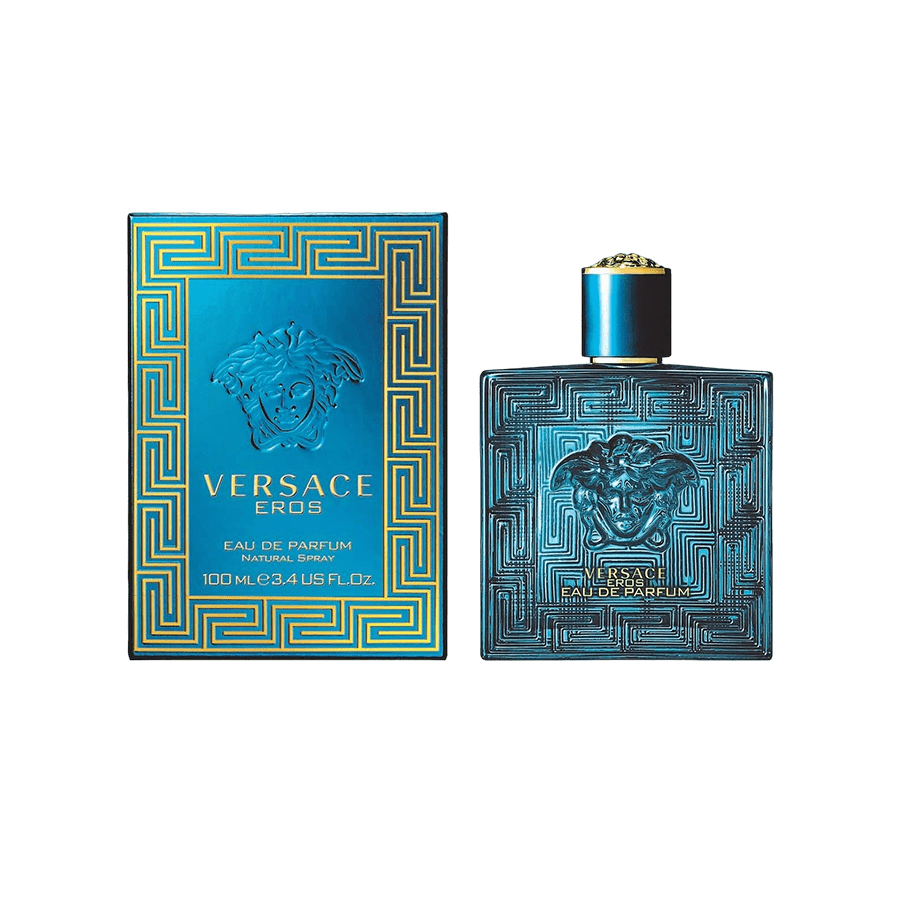 VERSACE
EROS
EAU DE PARFUM
NATURAL SPRAY
100 ML ℮ 3,4 US FL.OZ.
VERSACE
EROS
EAU DE PARFUM